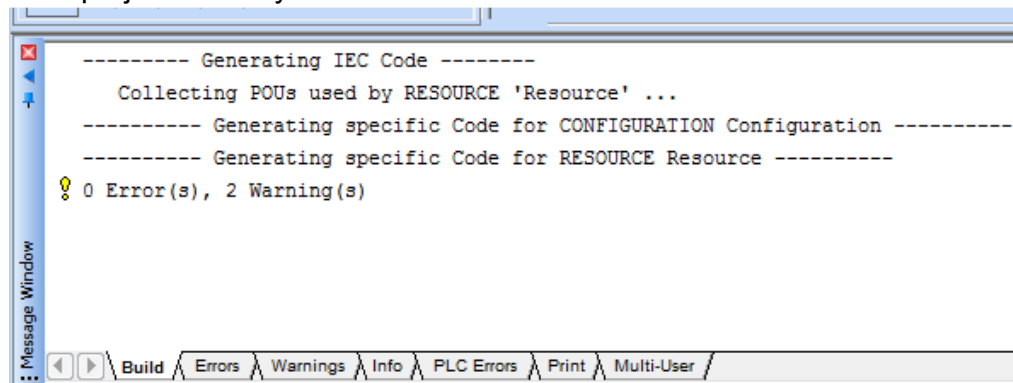 --------- Generating IEC Code --------
Collecting POUs used by RESOURCE 'Resource' ...
---------- Generating specific Code for CONFIGURATION Configuration ----------
---------- Generating specific Code for RESOURCE Resource ----------
0 Error(s), 2 Warning(s)
Message Window
Build Errors Warnings Info PLC Errors Print Multi-User